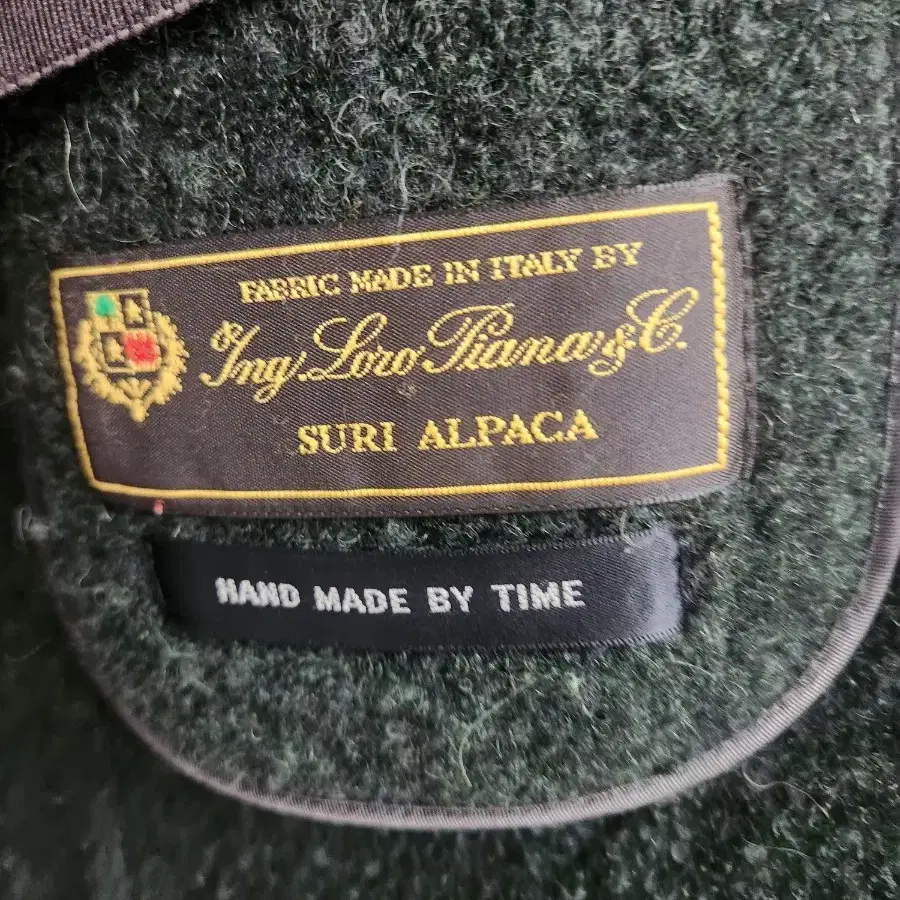 FABRIC MADE IN ITALY BY
Ing. Loro Piana & C.
SURI ALPACA
HAND MADE BY TIME